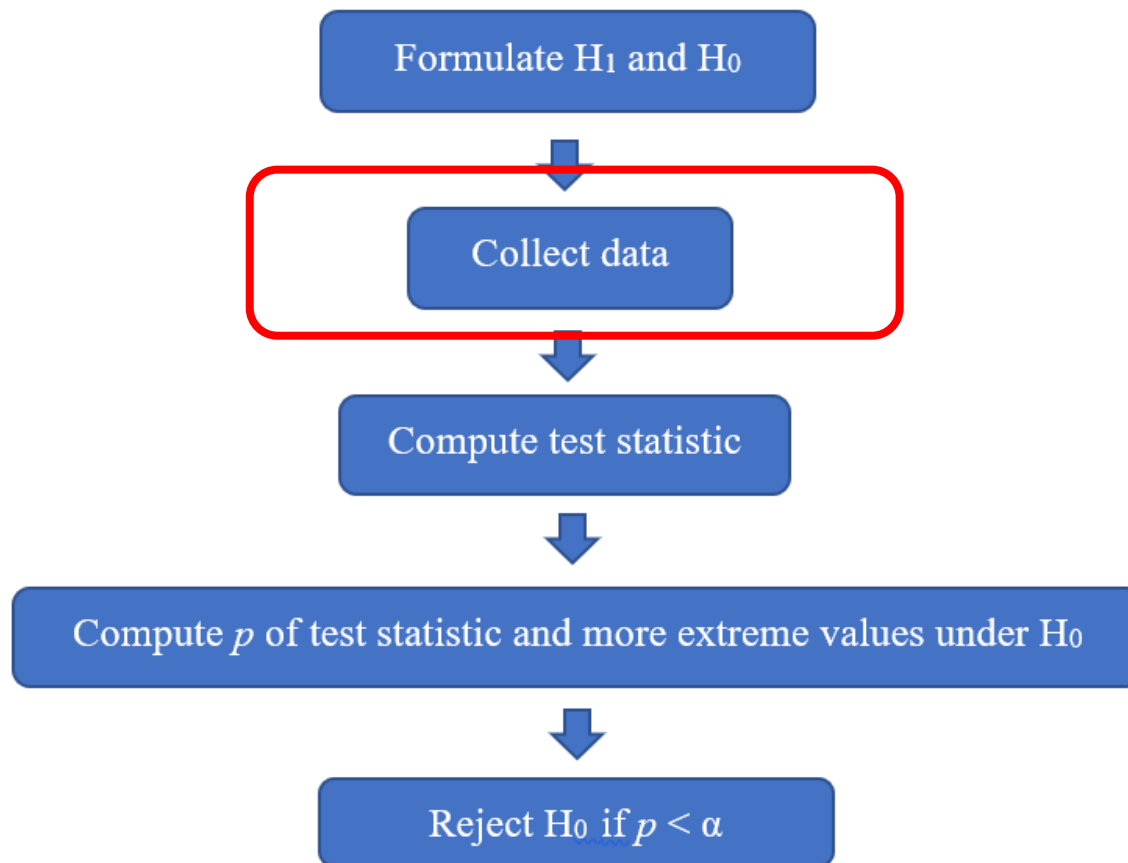 Formulate H₁ and H₀
Collect data
Compute test statistic
Compute p of test statistic and more extreme values under H₀
Reject H₀ if p < α